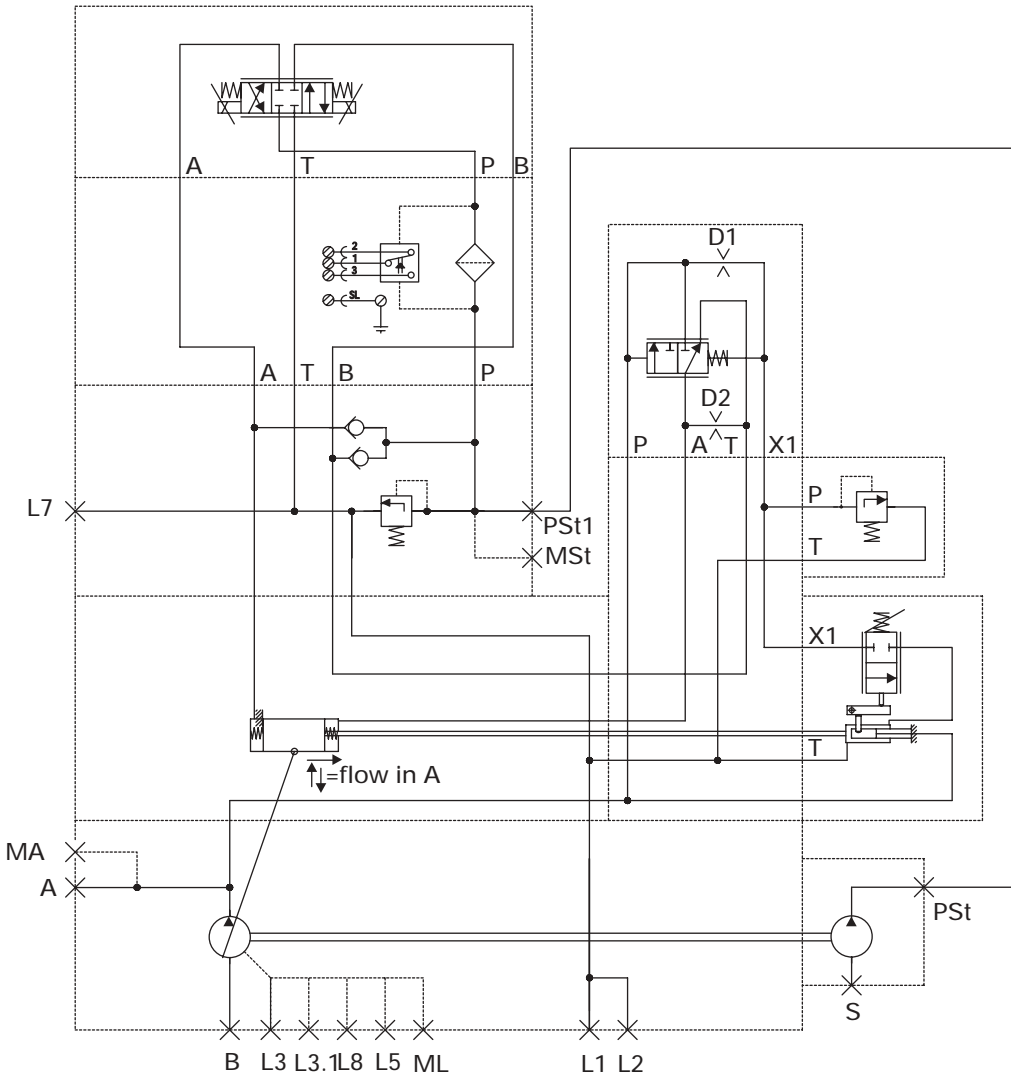 A T P B
2
1
3
SL
D1
A T B P
D2
P A T X1
L7
P
PSt1
T
MSt
X1
T
=flow in A
MA
A
PSt
S
B L3 L3.1 L8 L5 ML L1 L2